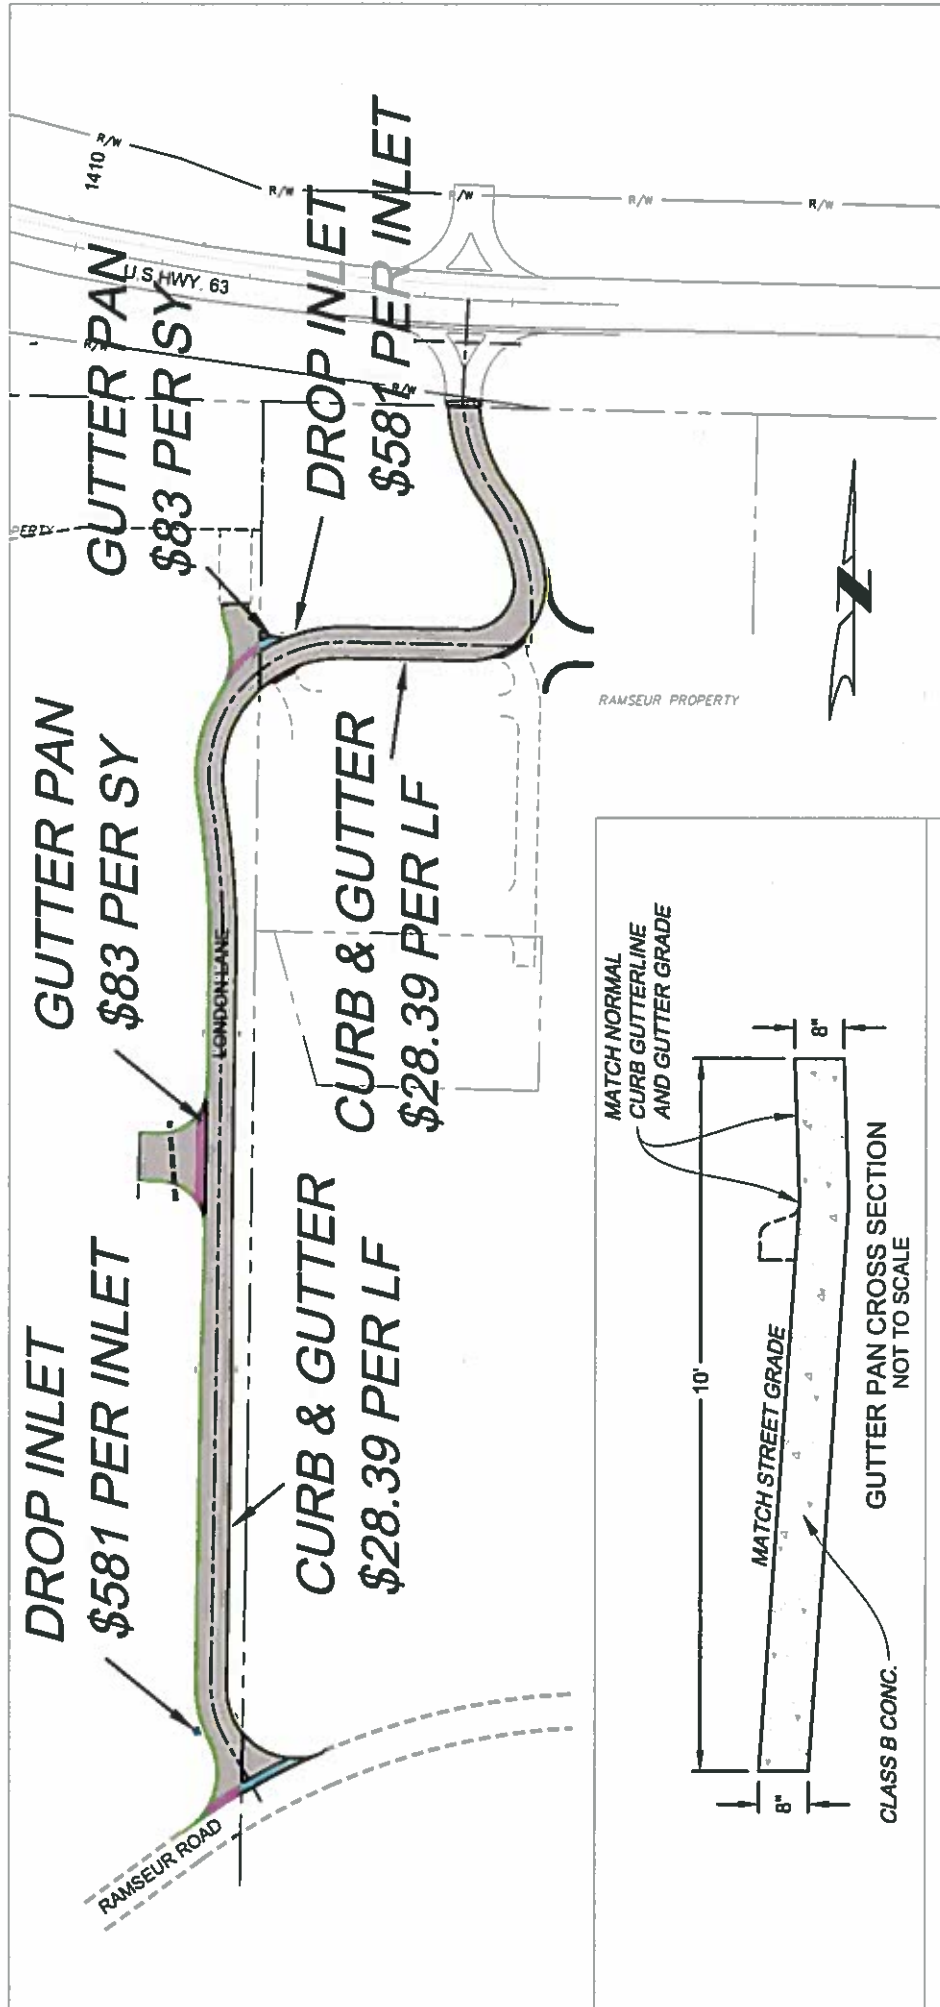 DROP INLET
$581 PER INLET
GUTTER PAN
$83 PER SY
GUTTER PAN
$83 PER SY
DROP INLET
$581 PER INLET
CURB & GUTTER
$28.39 PER LF
CURB & GUTTER
$28.39 PER LF
RAMSEUR ROAD
LONDON LANE
U.S HWY. 63
1410
R/W
R/W
R/W
R/W
R/W
R/W
R/W
PERTY
RAMSEUR PROPERTY
Z
MATCH NORMAL
CURB GUTTERLINE
AND GUTTER GRADE
10'
8"
8"
MATCH STREET GRADE
CLASS B CONC.
GUTTER PAN CROSS SECTION
NOT TO SCALE